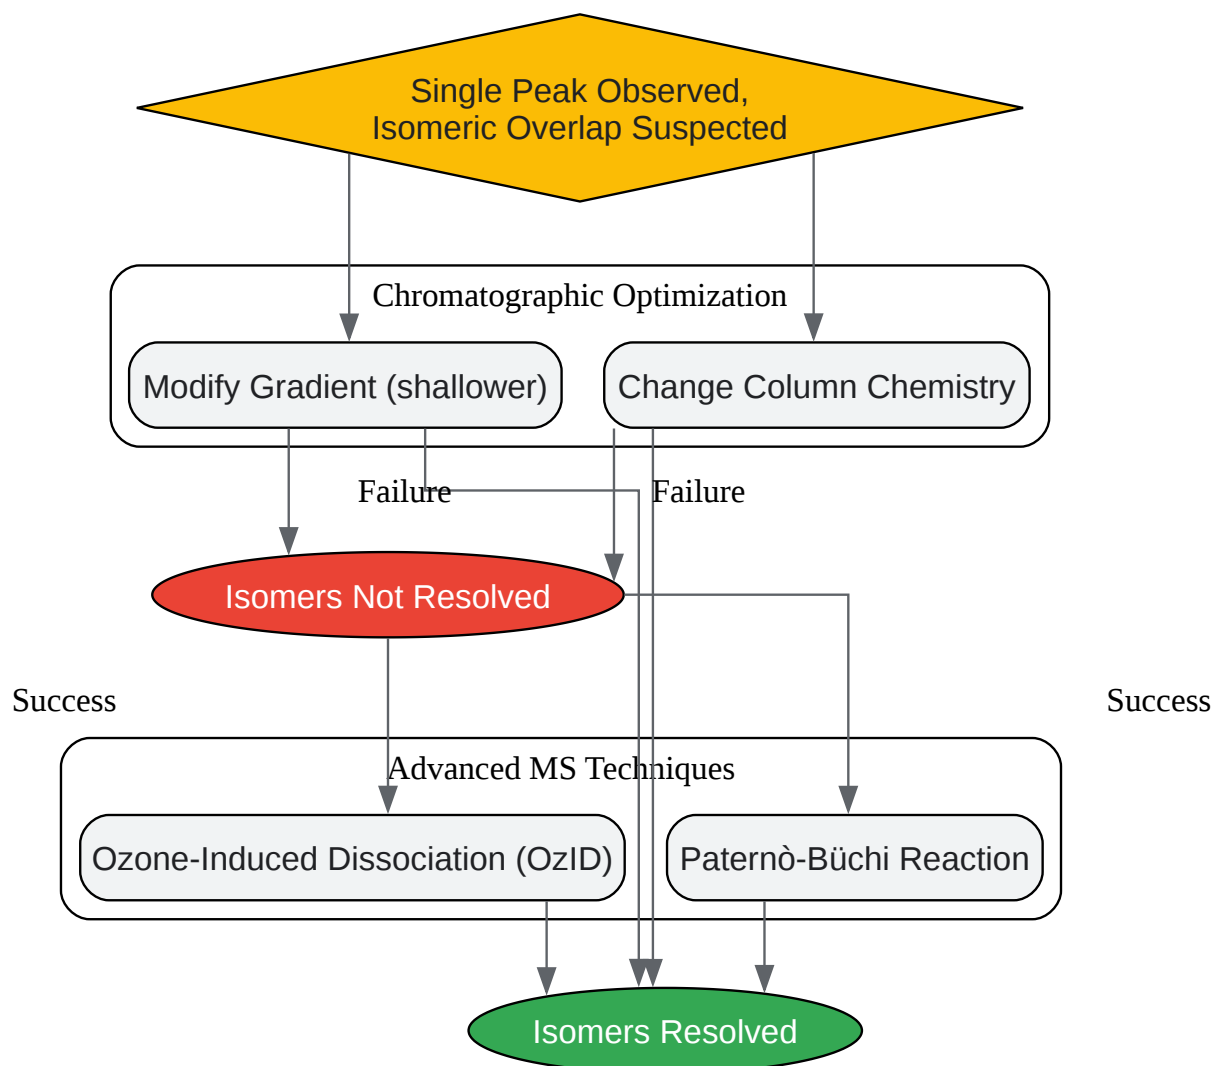 Single Peak Observed,
Isomeric Overlap Suspected
Chromatographic Optimization
Modify Gradient (shallower)
Change Column Chemistry
Failure
Failure
Isomers Not Resolved
Success
Success
Advanced MS Techniques
Ozone-Induced Dissociation (OzID)
Paternò-Büchi Reaction
Isomers Resolved